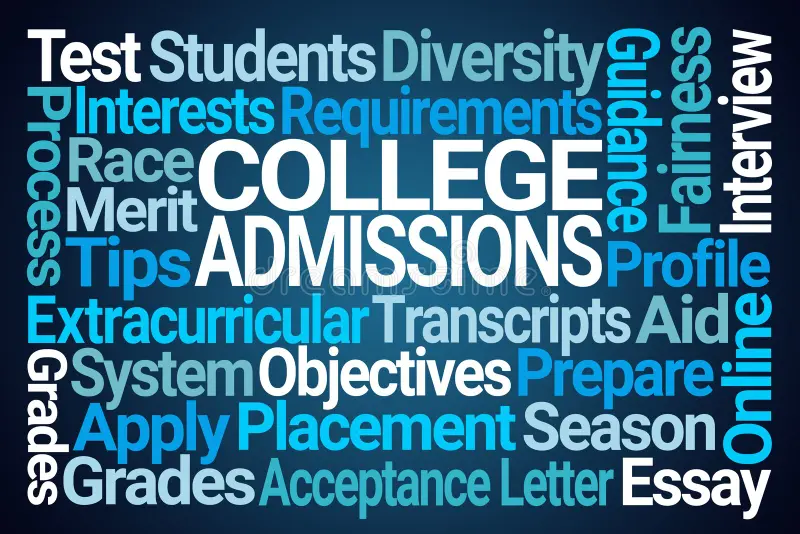 Test Students Diversity
Interests Requirements
Process
Race
Merit
Tips
COLLEGE
ADMISSIONS
Guidance
Fairness
Interview
Profile
Extracurricular Transcripts Aid
Grades
System Objectives Prepare
Online
Apply Placement Season
Grades Acceptance Letter Essay
dreamstime